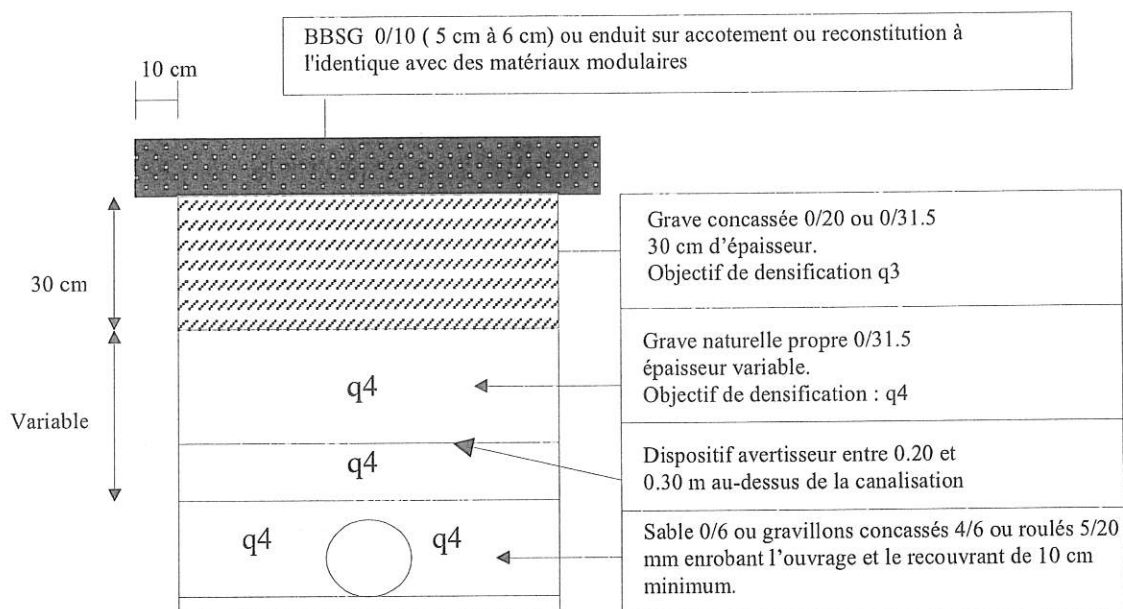 BBSG 0/10 ( 5 cm à 6 cm) ou enduit sur accotement ou reconstitution à
l'identique avec des matériaux modulaires
10 cm
30 cm
Variable
q4
q4
q4
q4
Grave concassée 0/20 ou 0/31.5
30 cm d'épaisseur.
Objectif de densification q3
Grave naturelle propre 0/31.5
épaisseur variable.
Objectif de densification : q4
Dispositif avertisseur entre 0.20 et
0.30 m au-dessus de la canalisation
Sable 0/6 ou gravillons concassés 4/6 ou roulés 5/20
mm enrobant l'ouvrage et le recouvrant de 10 cm
minimum.